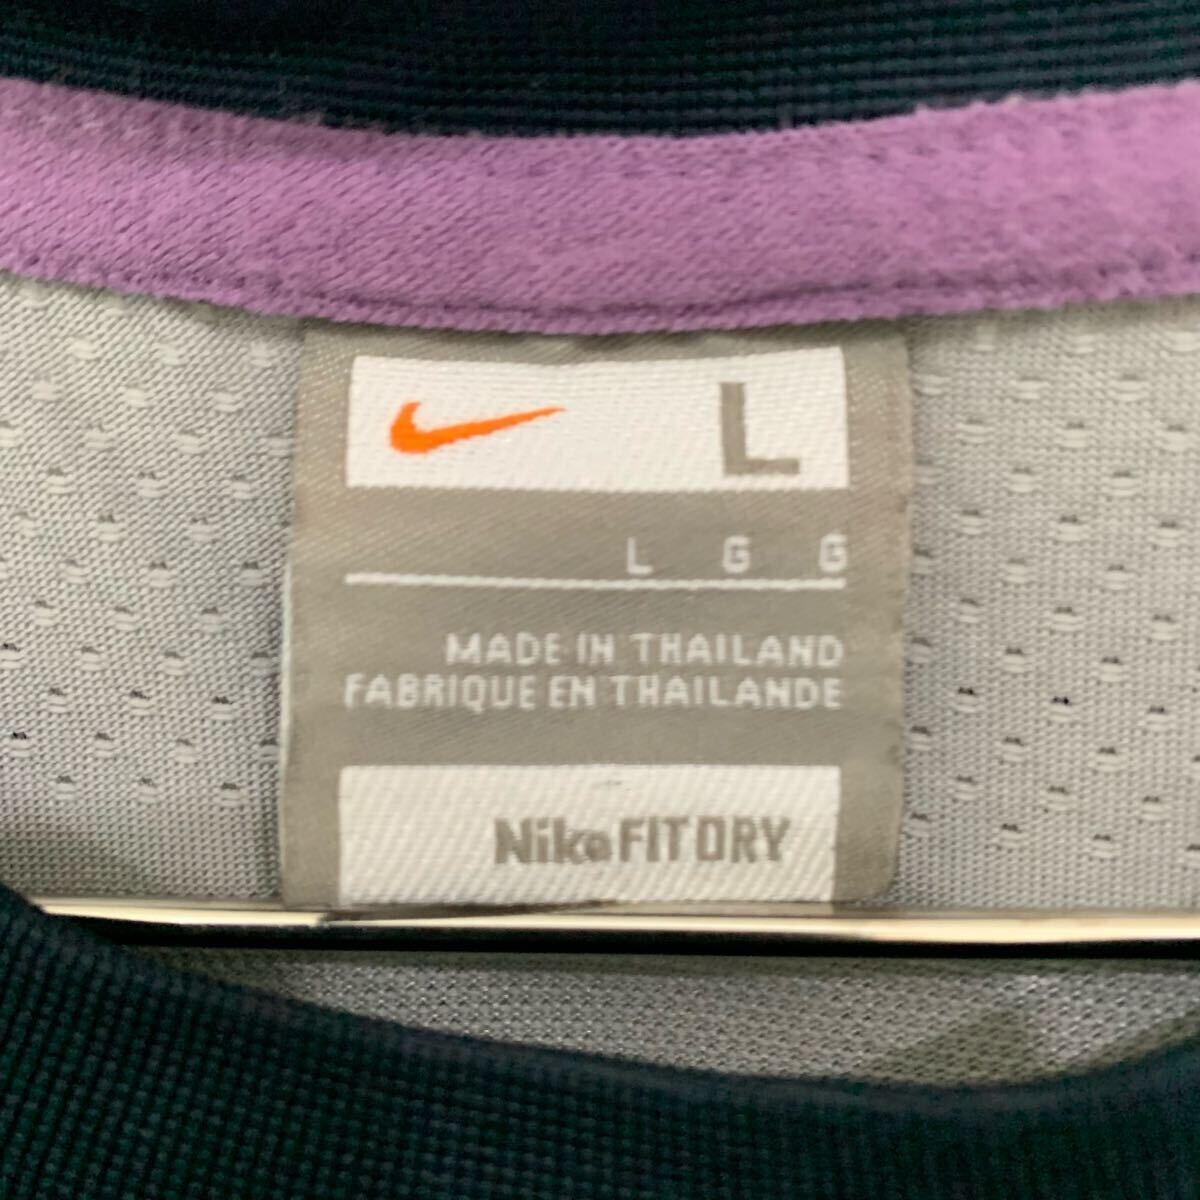 L
L G G
MADE IN THAILAND
FABRIQUE EN THAILANDE
Nike FIT DRY